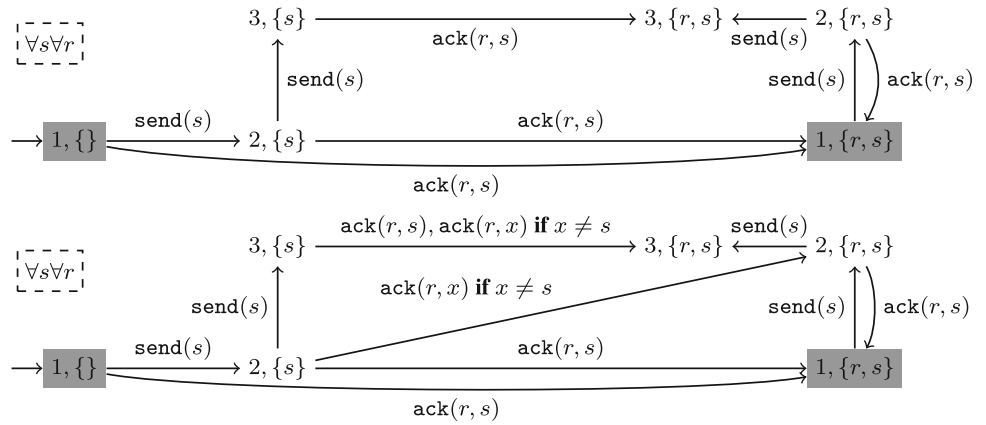 3, {s} ack(r, s) 3, {r, s} send(s) 2, {r, s}
∀s∀r
send(s) send(s) ack(r, s)
1, {} send(s) 2, {s} ack(r, s) 1, {r, s}
ack(r, s)
ack(r, s), ack(r, x) if x ≠ s
3, {s} 3, {r, s} send(s) 2, {r, s}
∀s∀r
ack(r, x) if x ≠ s
send(s) send(s) ack(r, s)
1, {} send(s) 2, {s} ack(r, s) 1, {r, s}
ack(r, s)